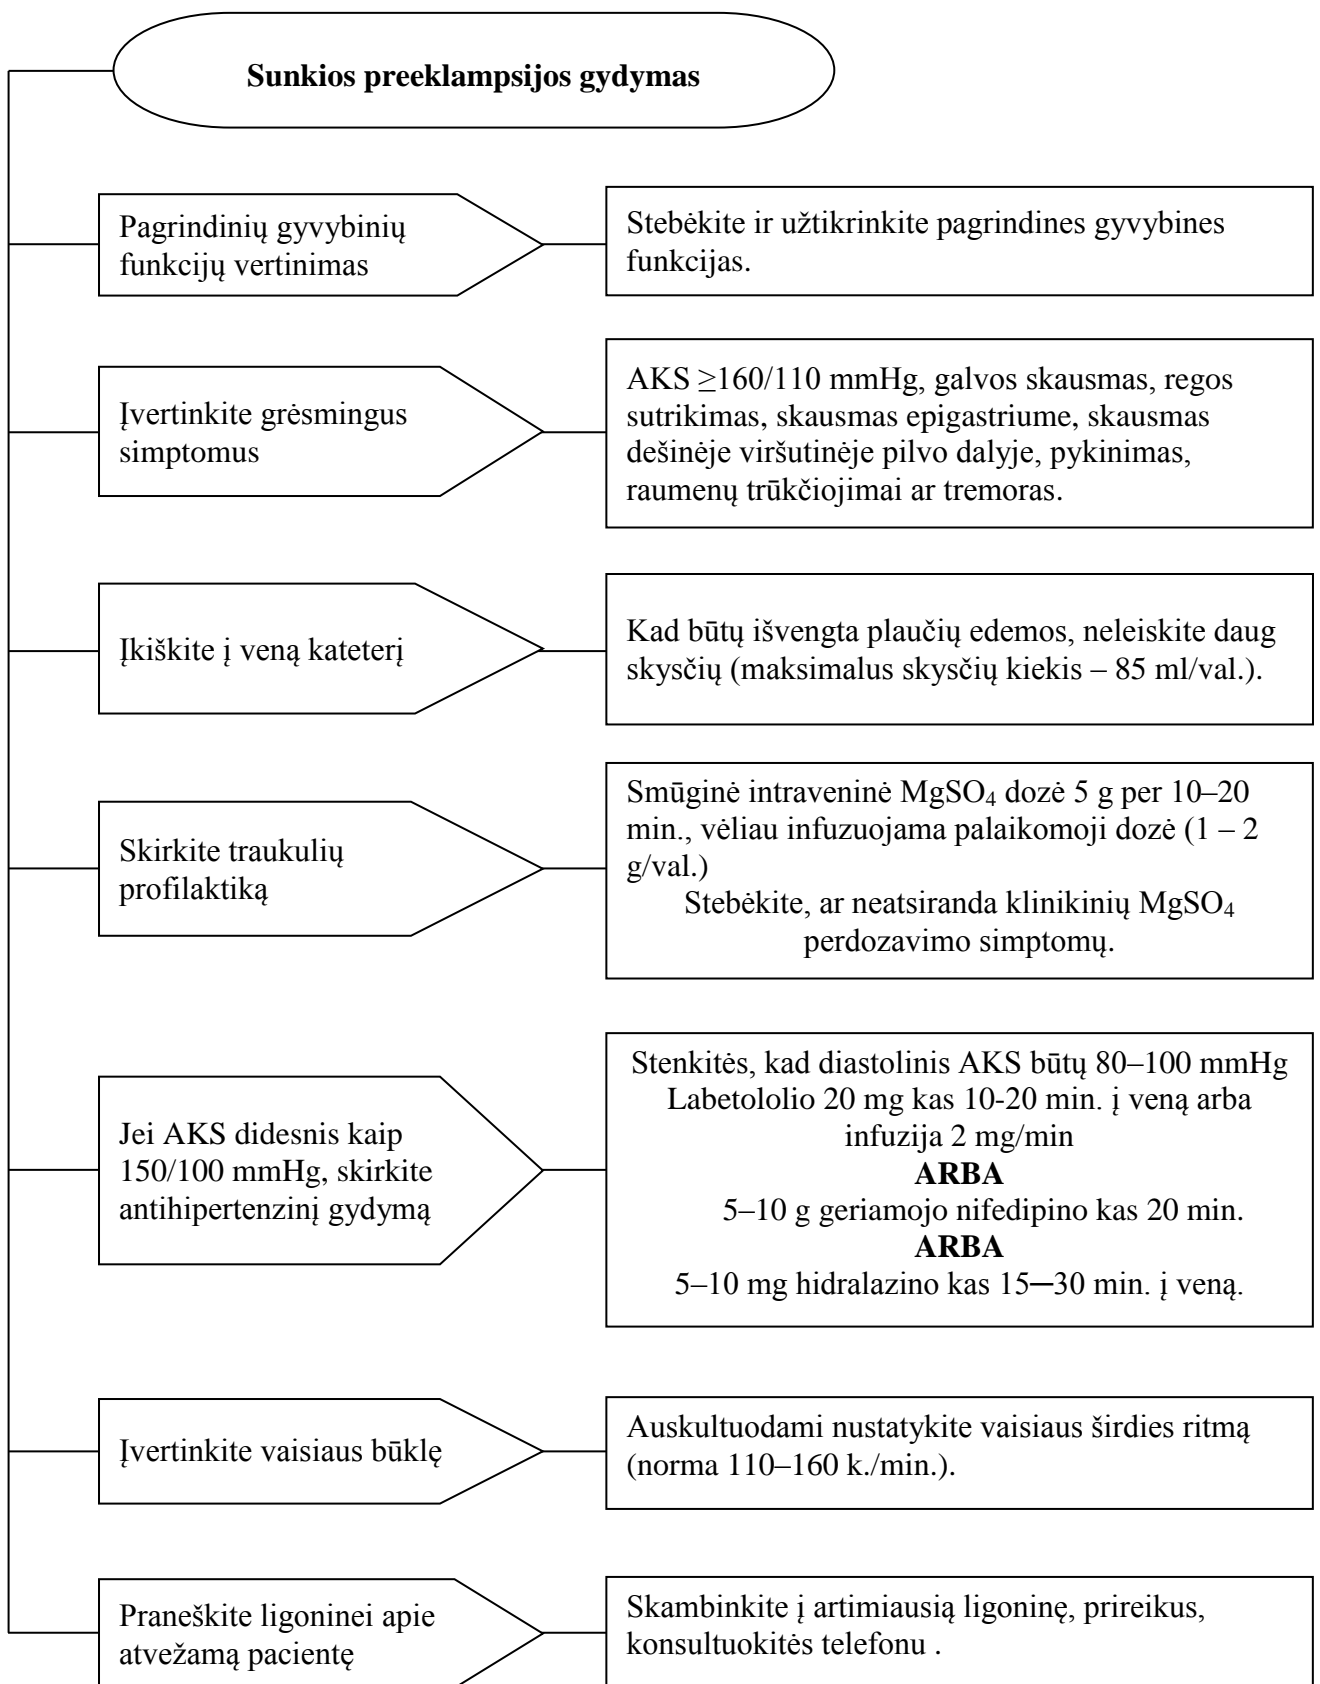 Sunkios preeklampsijos gydymas
Pagrindinių gyvybinių
funkcijų vertinimas
Stebėkite ir užtikrinkite pagrindines gyvybines
funkcijas.
Įvertinkite grėsmingus
simptomus
AKS ≥160/110 mmHg, galvos skausmas, regos
sutrikimas, skausmas epigastriume, skausmas
dešinėje viršutinėje pilvo dalyje, pykinimas,
raumenų trūkčiojimai ar tremoras.
Įkiškite į veną kateterį
Kad būtų išvengta plaučių edemos, neleiskite daug
skysčių (maksimalus skysčių kiekis – 85 ml/val.).
Skirkite traukulių
profilaktiką
Smūginė intraveninė MgSO₄ dozė 5 g per 10–20
min., vėliau infuzuojama palaikomoji dozė (1 – 2
g/val.)
Stebėkite, ar neatsiranda klinikinių MgSO₄
perdozavimo simptomų.
Jei AKS didesnis kaip
150/100 mmHg, skirkite
antihipertenzinį gydymą
Stenkitės, kad diastolinis AKS būtų 80–100 mmHg
Labetololio 20 mg kas 10-20 min. į veną arba
infuzija 2 mg/min
ARBA
5–10 g geriamojo nifedipino kas 20 min.
ARBA
5–10 mg hidralazino kas 15─30 min. į veną.
Įvertinkite vaisiaus būklę
Auskultuodami nustatykite vaisiaus širdies ritmą
(norma 110–160 k./min.).
Praneškite ligoninei apie
atvežamą pacientę
Skambinkite į artimiausią ligoninę, prireikus,
konsultuokitės telefonu .